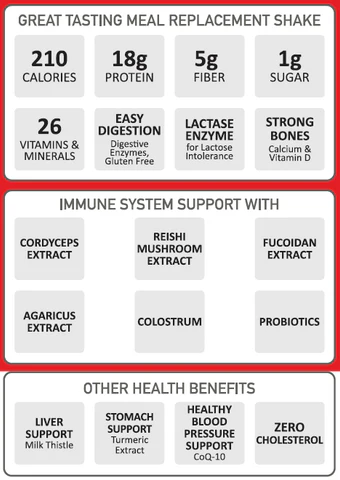 GREAT TASTING MEAL REPLACEMENT SHAKE
210
CALORIES
18g
PROTEIN
5g
FIBER
1g
SUGAR
26
VITAMINS &
MINERALS
EASY
DIGESTION
Digestive
Enzymes,
Gluten Free
LACTASE
ENZYME
for Lactose
Intolerance
STRONG
BONES
Calcium &
Vitamin D
IMMUNE SYSTEM SUPPORT WITH
CORDYCEPS
EXTRACT
REISHI
MUSHROOM
EXTRACT
FUCOIDAN
EXTRACT
AGARICUS
EXTRACT
COLOSTRUM
PROBIOTICS
OTHER HEALTH BENEFITS
LIVER
SUPPORT
Milk Thistle
STOMACH
SUPPORT
Turmeric
Extract
HEALTHY
BLOOD
PRESSURE
SUPPORT
CoQ-10
ZERO
CHOLESTEROL